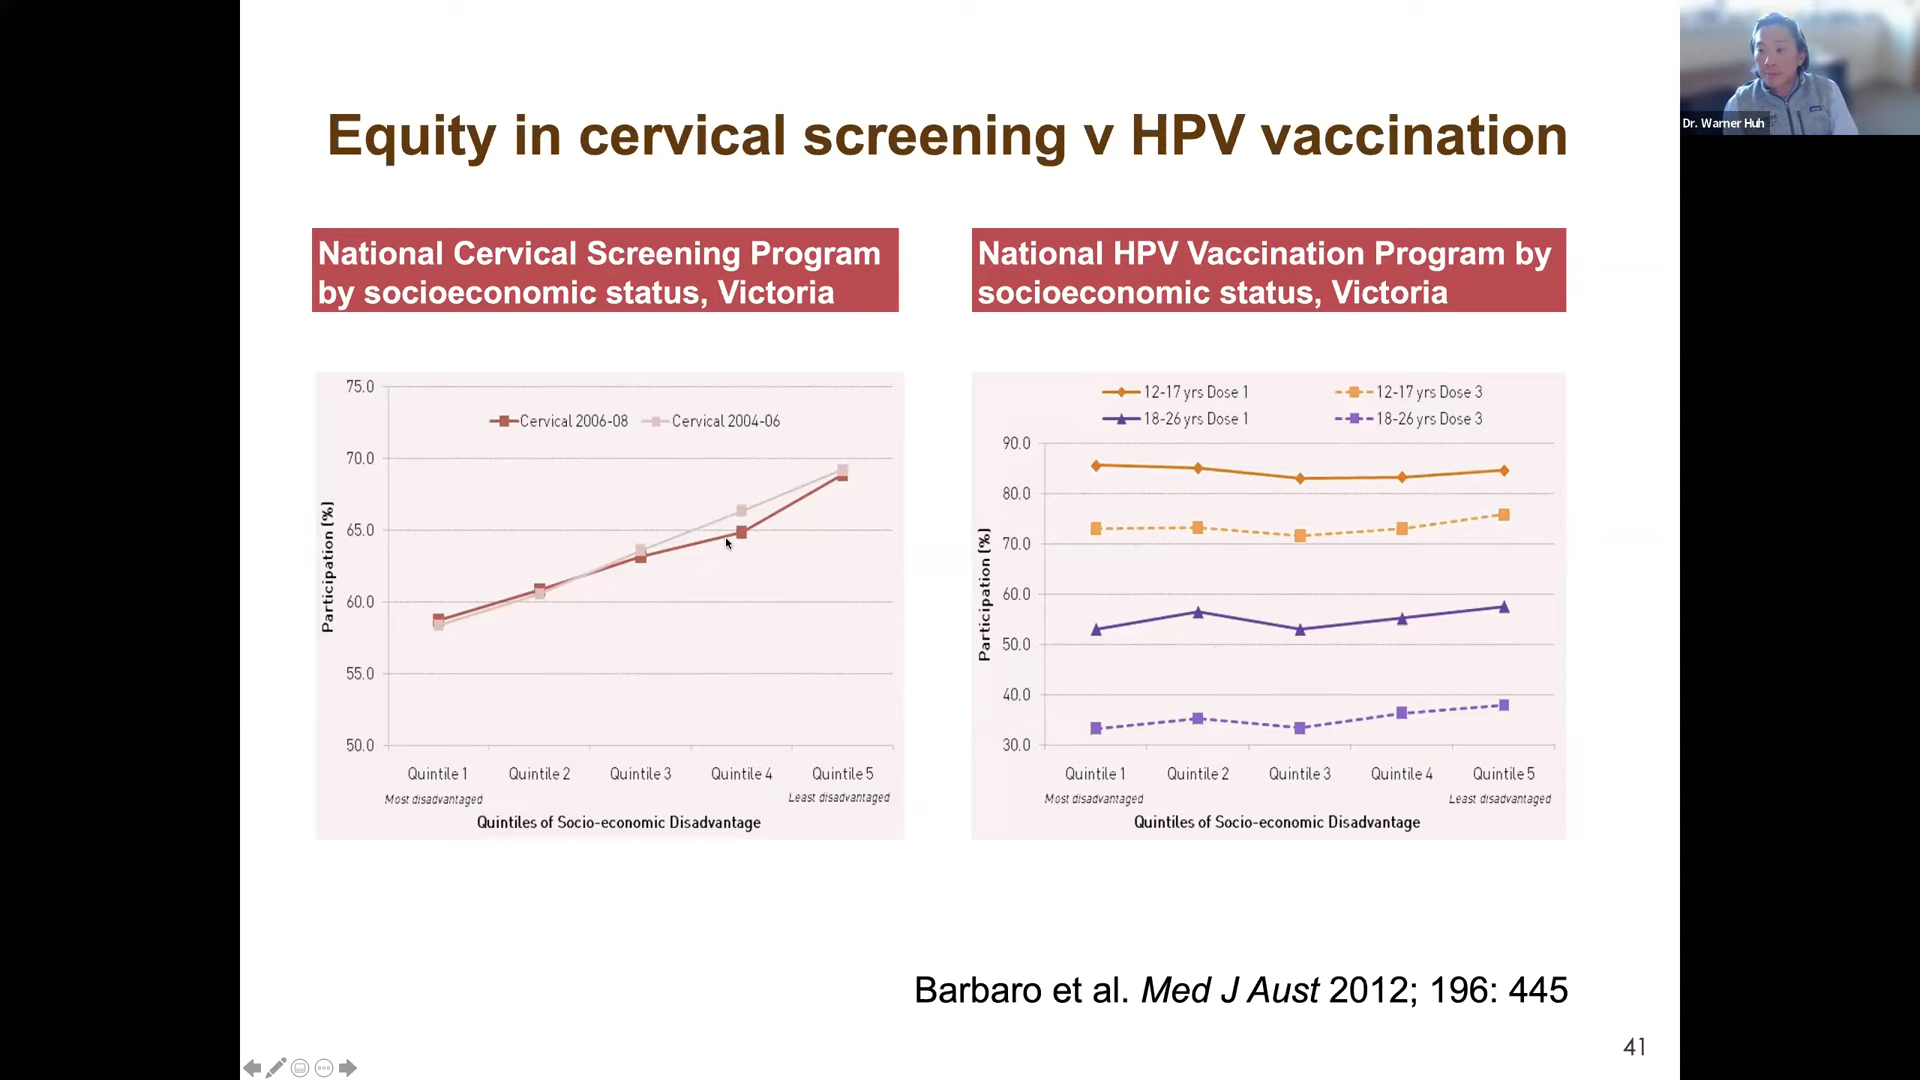 Dr. Warner Huh
Equity in cervical screening v HPV vaccination
National Cervical Screening Program
by socioeconomic status, Victoria
75.0
70.0
65.0
60.0
55.0
50.0
Participation (%)
Cervical 2006-08
Cervical 2004-06
Quintile 1
Quintile 2
Quintile 3
Quintile 4
Quintile 5
Most disadvantaged
Least disadvantaged
Quintiles of Socio-economic Disadvantage
National HPV Vaccination Program by
socioeconomic status, Victoria
12-17 yrs Dose 1
12-17 yrs Dose 3
18-26 yrs Dose 1
18-26 yrs Dose 3
90.0
80.0
70.0
60.0
50.0
40.0
30.0
Participation (%)
Quintile 1
Quintile 2
Quintile 3
Quintile 4
Quintile 5
Most disadvantaged
Least disadvantaged
Quintiles of Socio-economic Disadvantage
Barbaro et al. Med J Aust 2012; 196: 445
41